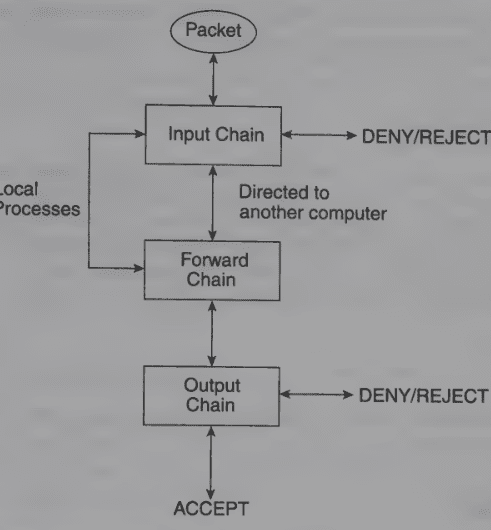 Packet
Input Chain
DENY/REJECT
Local
Processes
Directed to
another computer
Forward
Chain
Output
Chain
DENY/REJECT
ACCEPT